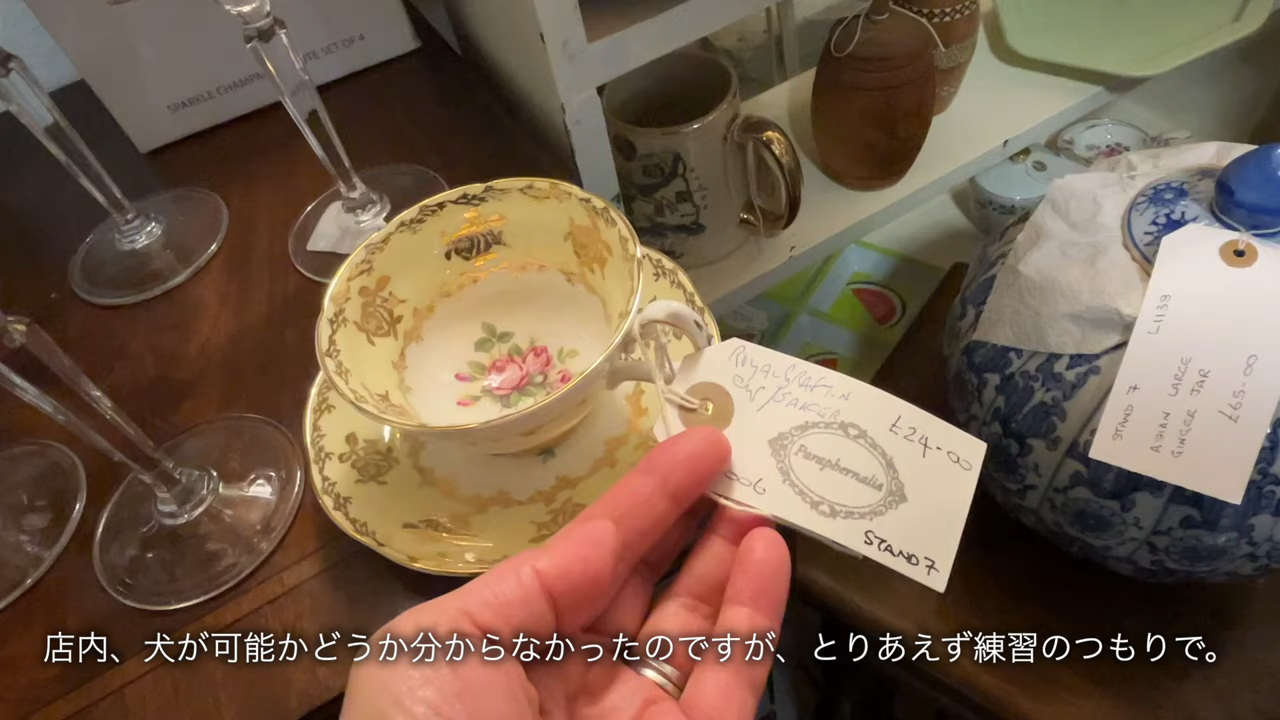 SPARKLE CHAMPA
UTE SET OF 4
ROYAL GRAFTON
CUP/SAUCER
£24-00
Paraphernalia
006
STAND 7
L1139
STAND 7
ASIAN LARGE
GINGER JAR
£65-00
店内、犬が可能かどうか分からなかったのですが、とりあえず練習のつもりで。